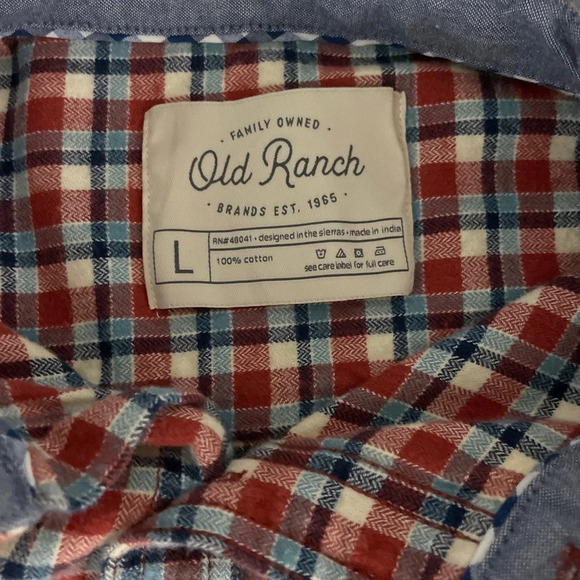 · FAMILY OWNED ·
Old Ranch
· BRANDS EST. 1965 ·
L
RN#48041 • designed in the sierras • made in india
100% cotton
see care label for full care